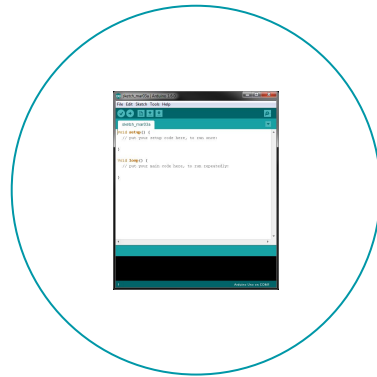 File Edit Sketch Tools Help
void setup() {
// put your setup code here, to run once:
}
void loop() {
// put your main code here, to run repeatedly:
}